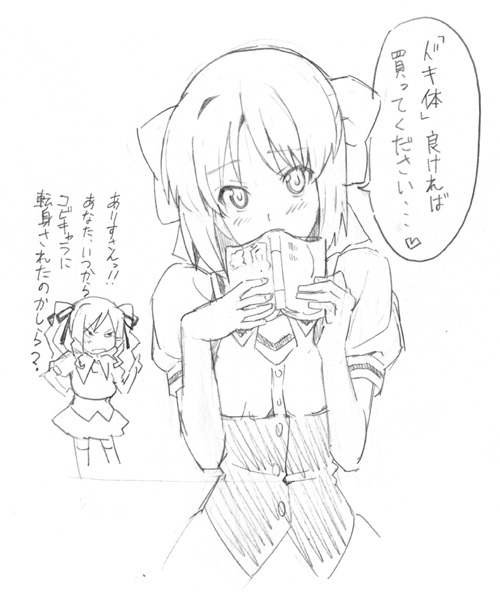 「ドキ体」良ければ
買ってください...♡
ありすさんっ!!
あなた、いつから
コビキャラに
転身されたのかしら?